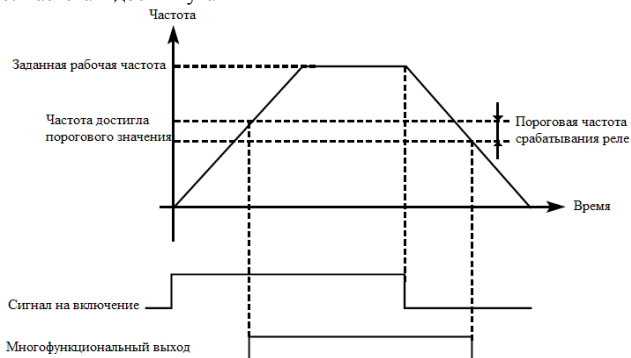 Частота
Заданная рабочая частота
Частота достигла
порогового значения
Пороговая частота
срабатывания реле
Время
Сигнал на включение
Многофункциональный выход